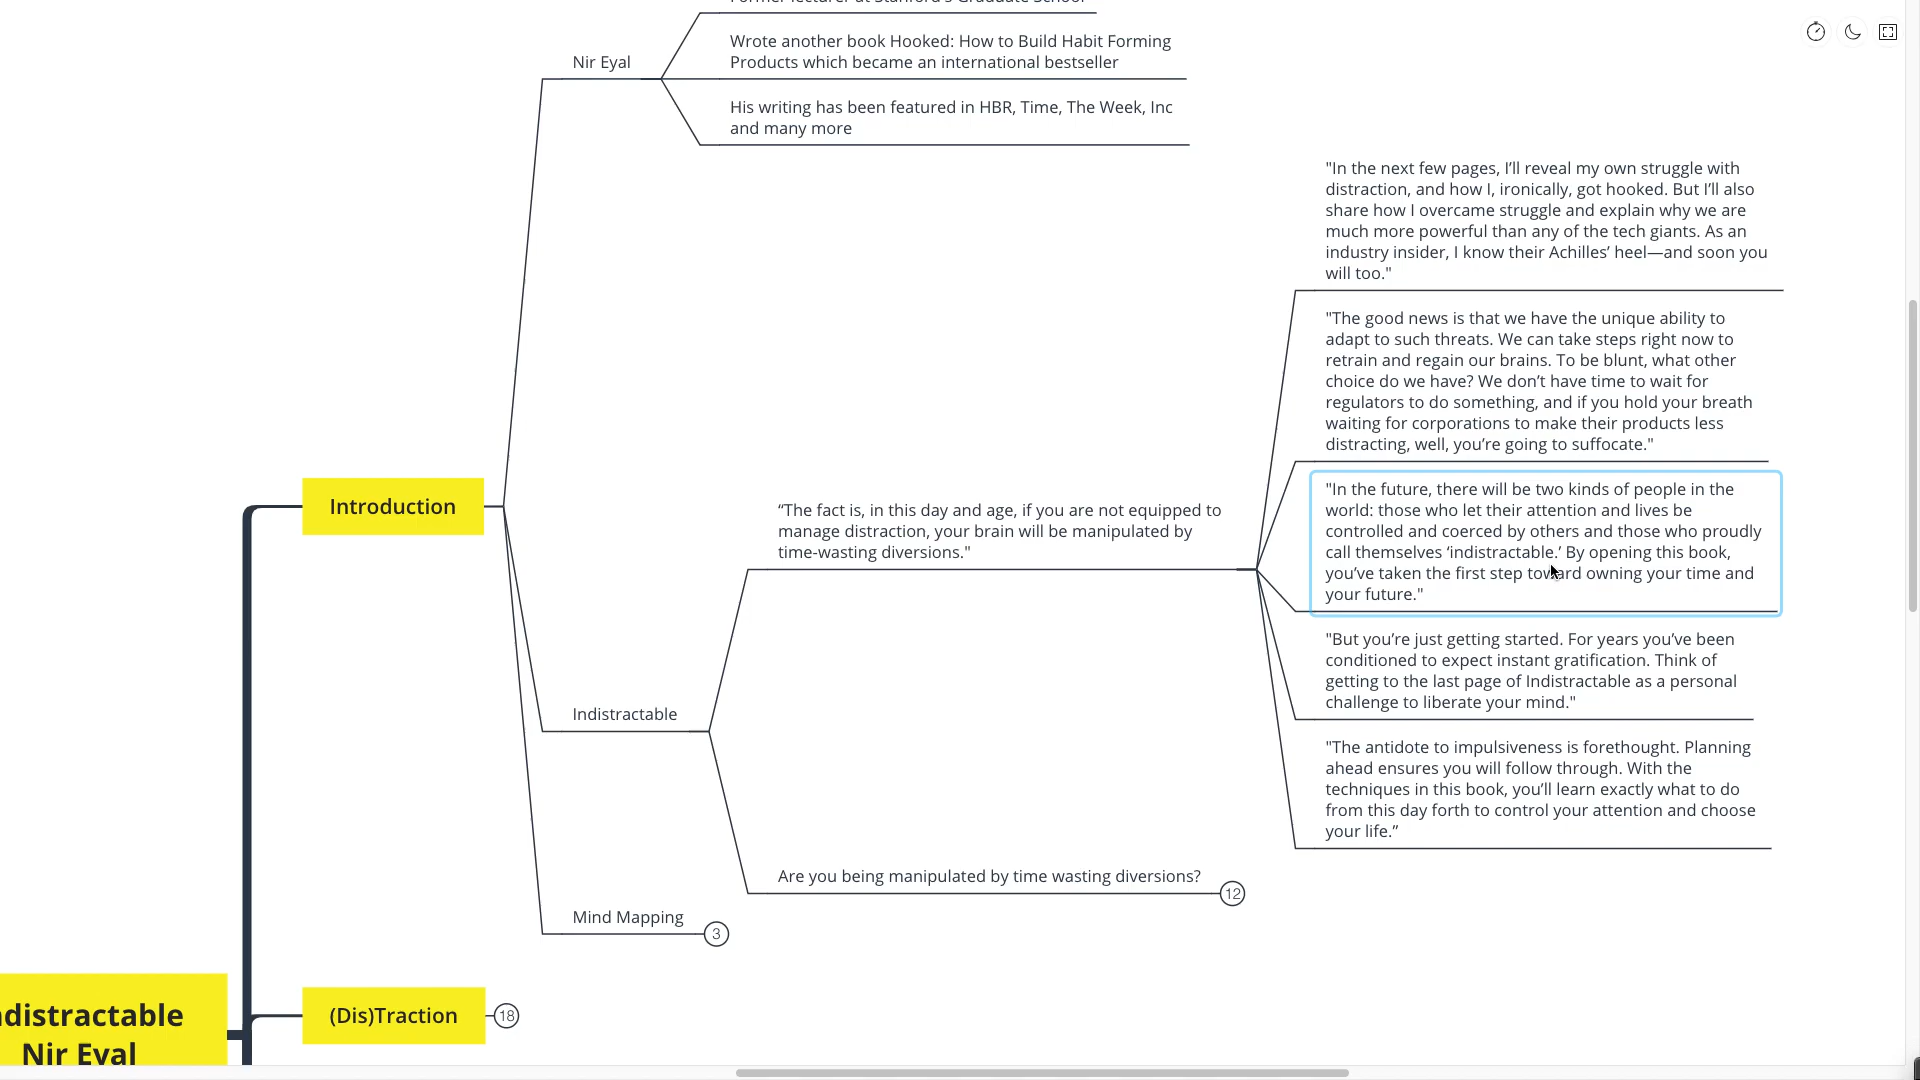 Nir Eyal
Wrote another book Hooked: How to Build Habit Forming
Products which became an international bestseller
His writing has been featured in HBR, Time, The Week, Inc
and many more
"In the next few pages, I’ll reveal my own struggle with
distraction, and how I, ironically, got hooked. But I’ll also
share how I overcame struggle and explain why we are
much more powerful than any of the tech giants. As an
industry insider, I know their Achilles’ heel—and soon you
will too."
"The good news is that we have the unique ability to
adapt to such threats. We can take steps right now to
retrain and regain our brains. To be blunt, what other
choice do we have? We don’t have time to wait for
regulators to do something, and if you hold your breath
waiting for corporations to make their products less
distracting, well, you’re going to suffocate."
Introduction
“The fact is, in this day and age, if you are not equipped to
manage distraction, your brain will be manipulated by
time-wasting diversions."
"In the future, there will be two kinds of people in the
world: those who let their attention and lives be
controlled and coerced by others and those who proudly
call themselves ‘indistractable.’ By opening this book,
you’ve taken the first step toward owning your time and
your future."
"But you’re just getting started. For years you’ve been
conditioned to expect instant gratification. Think of
getting to the last page of Indistractable as a personal
challenge to liberate your mind."
Indistractable
"The antidote to impulsiveness is forethought. Planning
ahead ensures you will follow through. With the
techniques in this book, you’ll learn exactly what to do
from this day forth to control your attention and choose
your life.”
Are you being manipulated by time wasting diversions?
12
Mind Mapping
3
(Dis)Traction
18
ndistractable
Nir Eyal